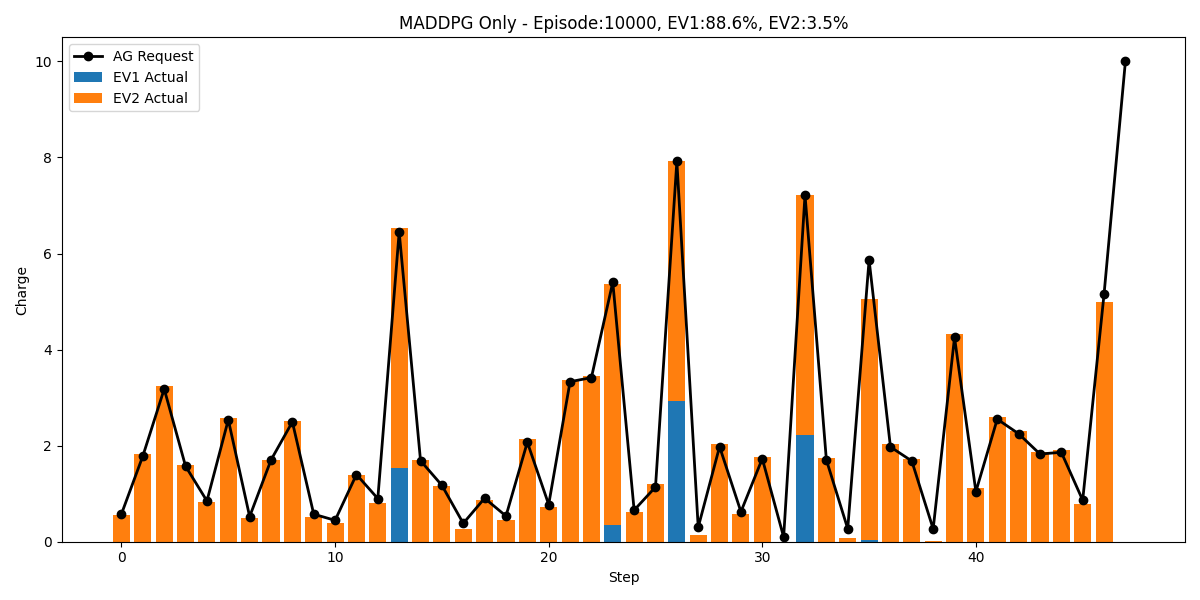 MADDPG Only - Episode:10000, EV1:88.6%, EV2:3.5%
AG Request
EV1 Actual
EV2 Actual
Charge
10
8
6
4
2
0
0
10
20
30
40
Step